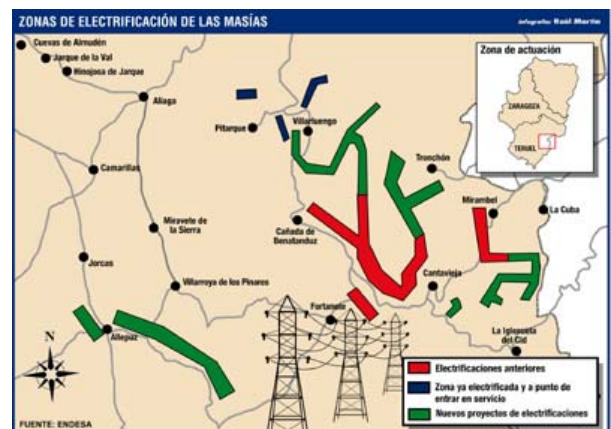 ZONAS DE ELECTRIFICACIÓN DE LAS MASÍAS
Infografía: Raúl Martín
Cuevas de Almudén
Jarque de la Val
Hinojosa de Jarque
Aliaga
Pitarque
Villarluengo
Zona de actuación
ZARAGOZA
TERUEL
Tronchón
Camarillas
Mirambel
La Cuba
Miravete de
la Sierra
Cañada de
Benatanduz
Jorcas
Villarroya de los Pinares
Cantavieja
Fortanete
N
Allepuz
La Iglesuela
del Cid
Electrificaciones anteriores
Zona ya electrificada y a punto de
entrar en servicio
Nuevos proyectos de electrificaciones
FUENTE: ENDESA